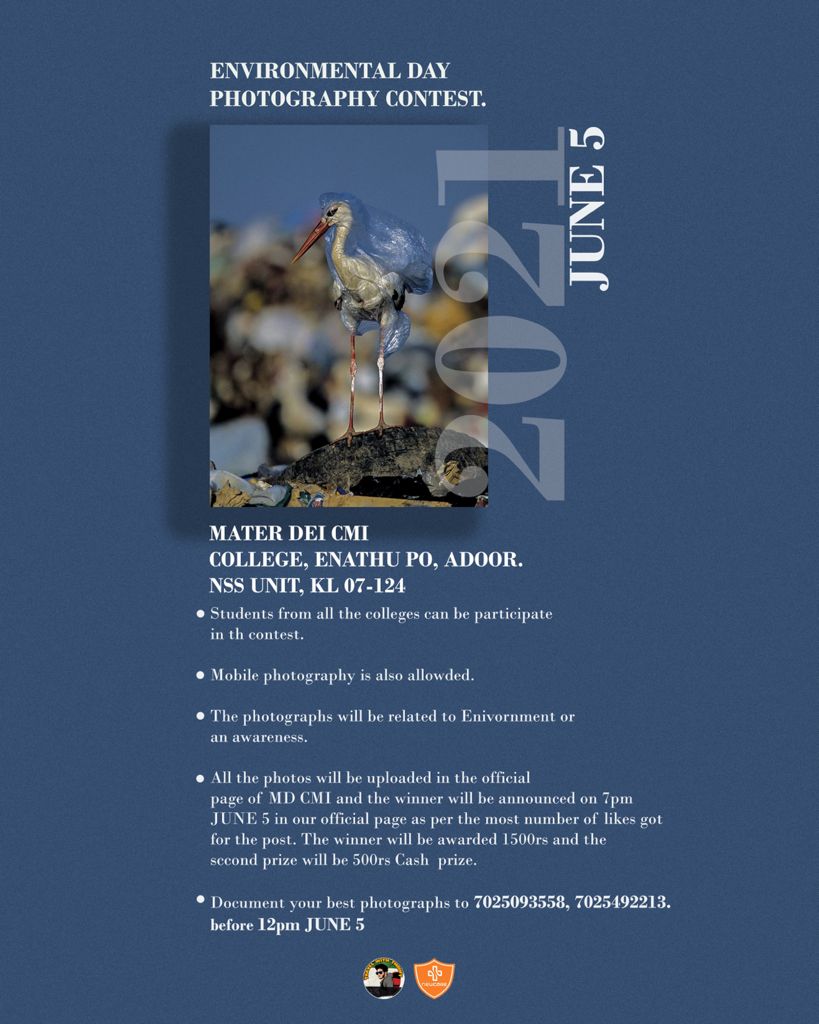 ENVIRONMENTAL DAY
PHOTOGRAPHY CONTEST.
2021
JUNE 5
MATER DEI CMI
COLLEGE, ENATHU PO, ADOOR.
NSS UNIT, KL 07-124
• Students from all the colleges can be participate
in th contest.
• Mobile photography is also allowded.
• The photographs will be related to Enivornment or
an awareness.
• All the photos will be uploaded in the official
page of MD CMI and the winner will be announced on 7pm
JUNE 5 in our official page as per the most number of likes got
for the post. The winner will be awarded 1500rs and the
sccond prize will be 500rs Cash prize.
• Document your best photographs to 7025093558, 7025492213.
before 12pm JUNE 5